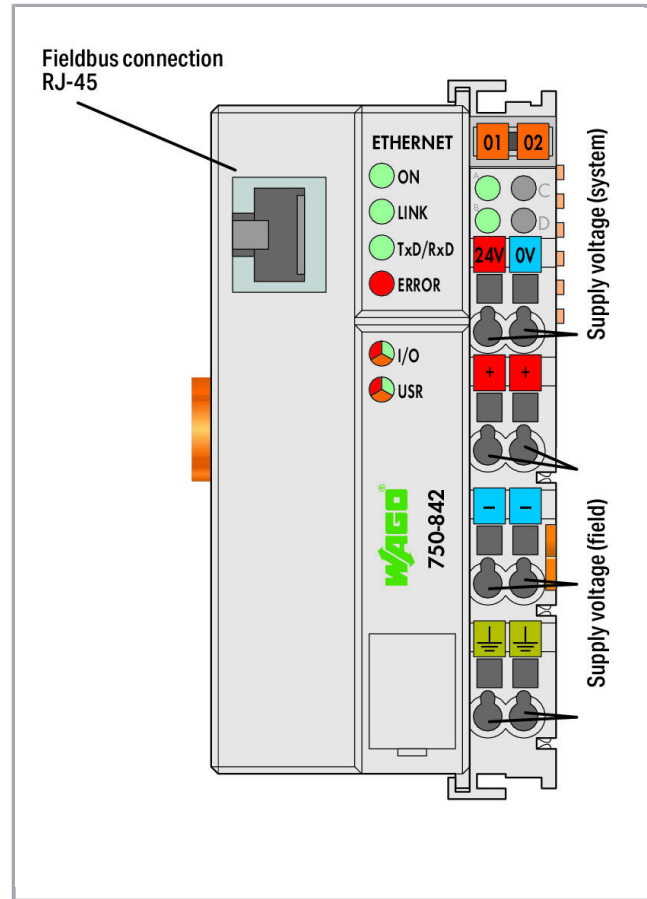 Fieldbus connection
RJ-45
ETHERNET
ON
LINK
TxD/RxD
ERROR
I/O
USR
WAGO®
750-842
01 02
A C
B D
24V 0V
+ +
− −
Supply voltage (system)
Supply voltage (field)